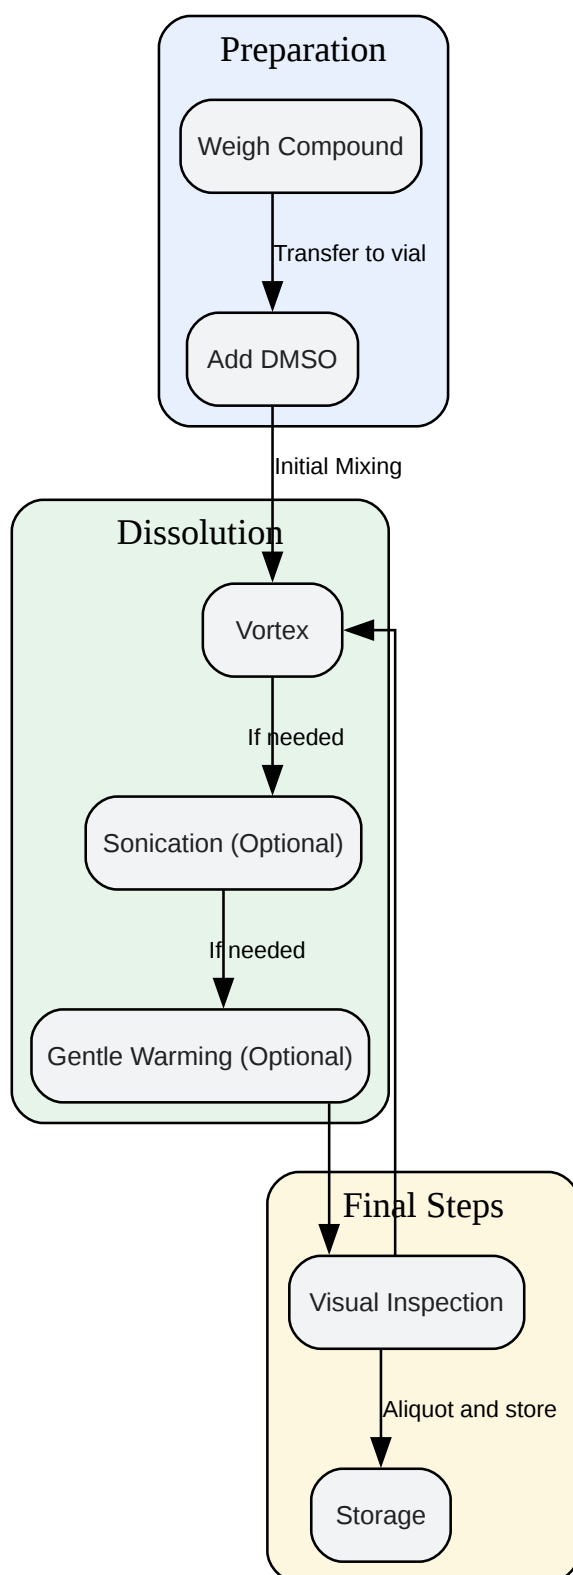 Preparation
Weigh Compound
Transfer to vial
Add DMSO
Initial Mixing
Dissolution
Vortex
If needed
Sonication (Optional)
If needed
Gentle Warming (Optional)
Final Steps
Visual Inspection
Aliquot and store
Storage